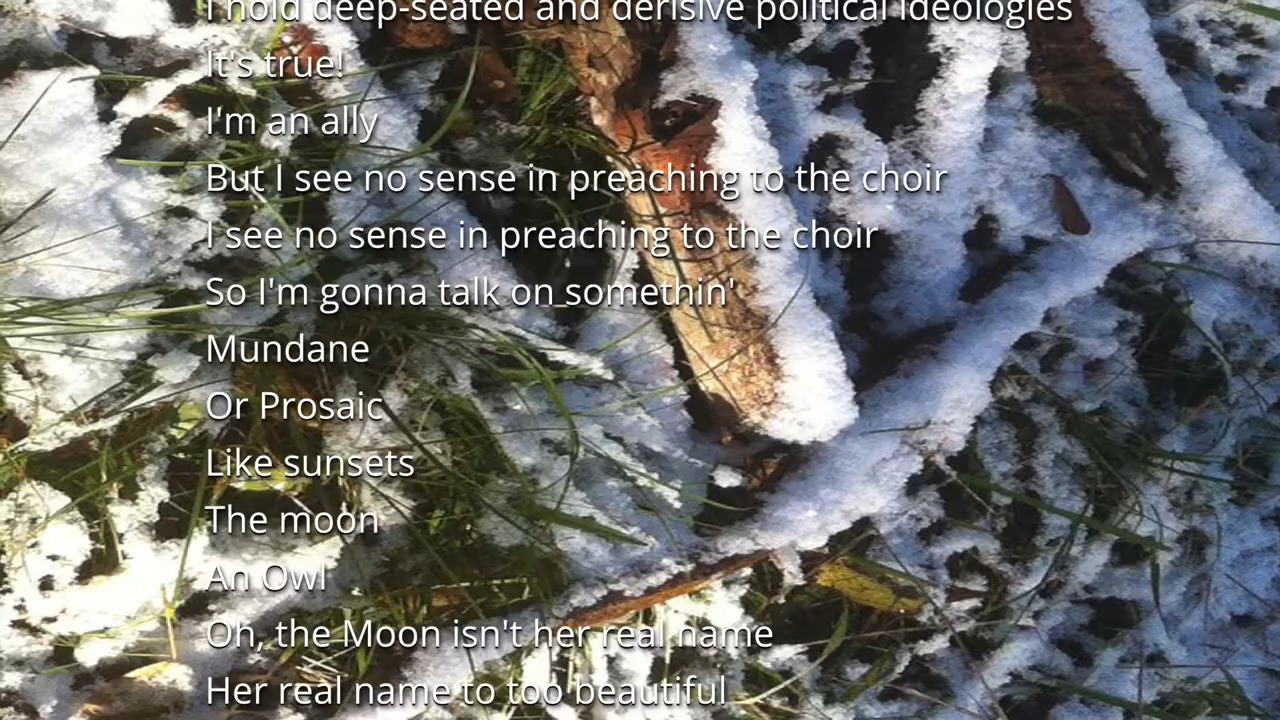 I hold deep-seated and derisive political ideologies
It's true!
I'm an ally
But I see no sense in preaching to the choir
I see no sense in preaching to the choir
So I'm gonna talk on somethin'
Mundane
Or Prosaic
Like sunsets
The moon
An Owl
Oh, the Moon isn't her real name
Her real name to too beautiful